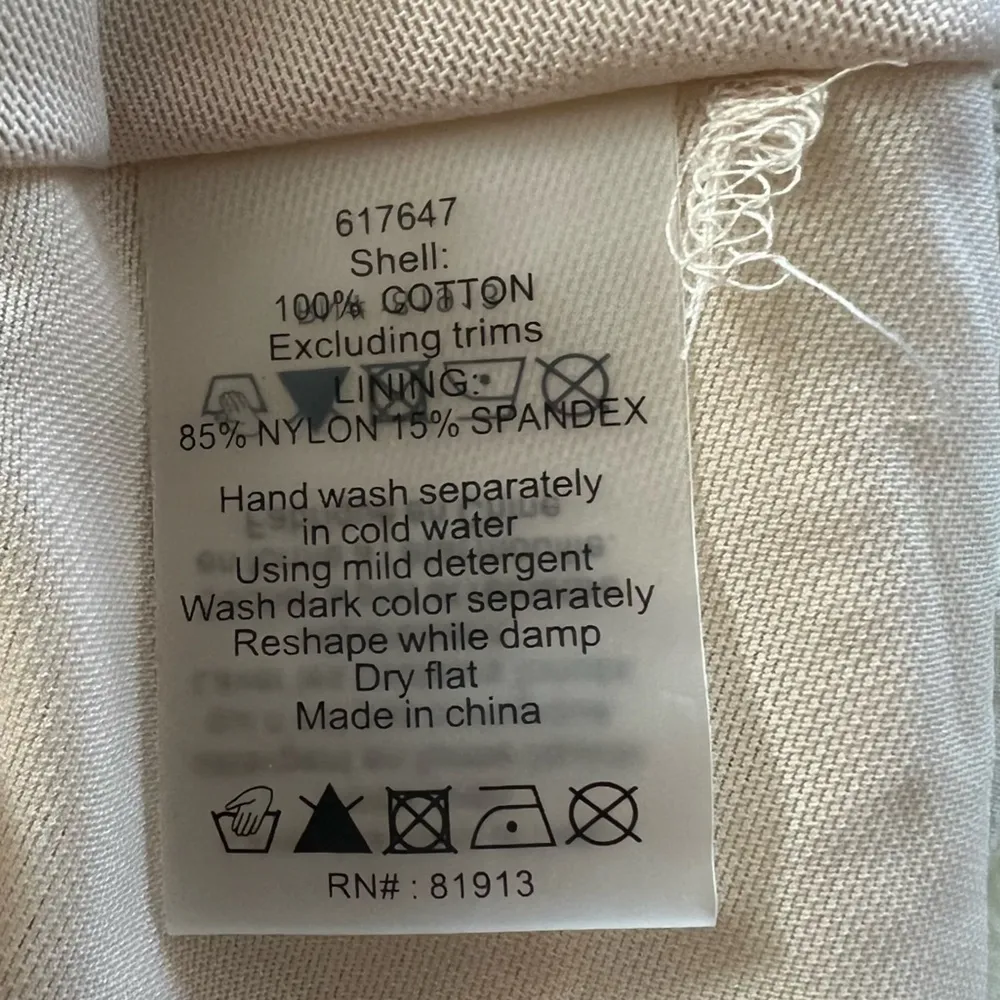 617647
Shell:
100% COTTON
Excluding trims
LINING:
85% NYLON 15% SPANDEX
Hand wash separately
in cold water
Using mild detergent
Wash dark color separately
Reshape while damp
Dry flat
Made in china
RN# : 81913